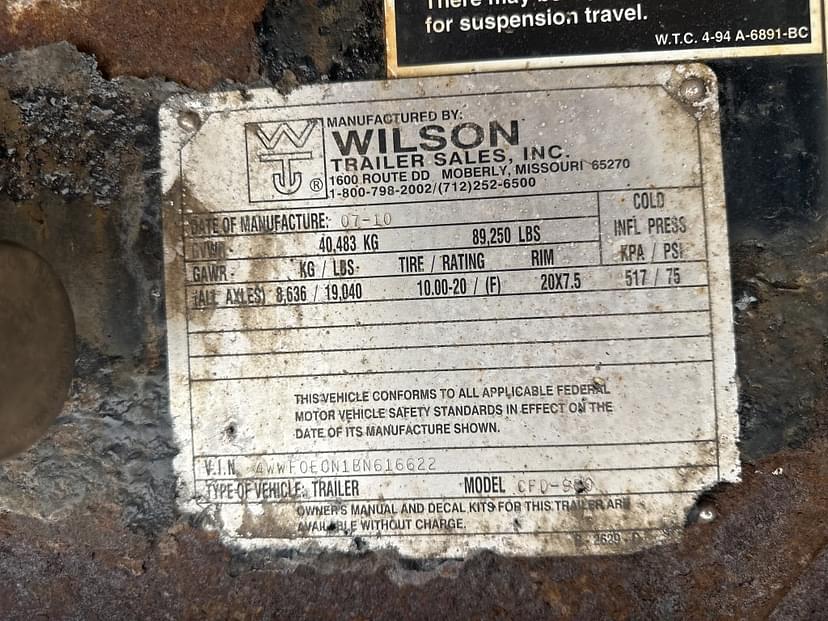 There may be
for suspension travel.
W.T.C. 4-94 A-6891-BC
MANUFACTURED BY:
WILSON
TRAILER SALES, INC.
1600 ROUTE DD MOBERLY, MISSOURI 65270
1-800-798-2002/(712)252-6500
DATE OF MANUFACTURE: 07-10
COLD
INFL PRESS
KPA / PSI
GVWR- 40,483 KG 89,250 LBS
GAWR- KG / LBS- TIRE / RATING RIM
(ALL AXLES) 8,636 / 19,040 10.00-20 / (F) 20X7.5 517 / 75
THIS VEHICLE CONFORMS TO ALL APPLICABLE FEDERAL
MOTOR VEHICLE SAFETY STANDARDS IN EFFECT ON THE
DATE OF ITS MANUFACTURE SHOWN.
V.I.N. 4WWF0E0N1BN616622
TYPE OF VEHICLE: TRAILER MODEL
OWNER'S MANUAL AND DECAL KITS FOR THIS TRAILER ARE
AVAILABLE WITHOUT CHARGE.